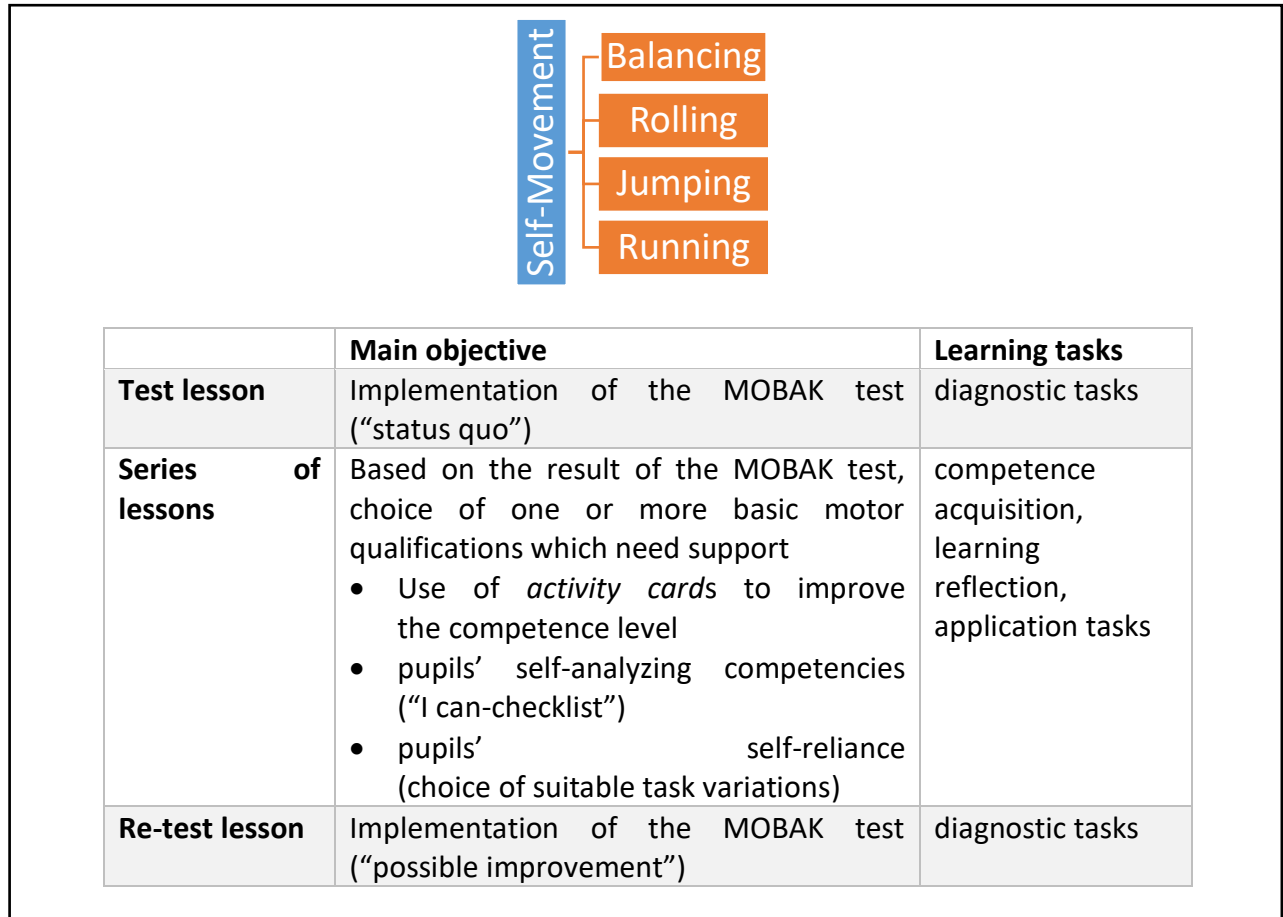 Self-Movement
Balancing
Rolling
Jumping
Running
Main objective
Learning tasks
Test lesson
Implementation of the MOBAK test
(“status quo”)
diagnostic tasks
Series of
lessons
Based on the result of the MOBAK test,
choice of one or more basic motor
qualifications which need support
• Use of activity cards to improve
the competence level
• pupils’ self-analyzing competencies
(“I can-checklist”)
• pupils’ self-reliance
(choice of suitable task variations)
competence
acquisition,
learning
reflection,
application tasks
Re-test lesson
Implementation of the MOBAK test
(“possible improvement”)
diagnostic tasks